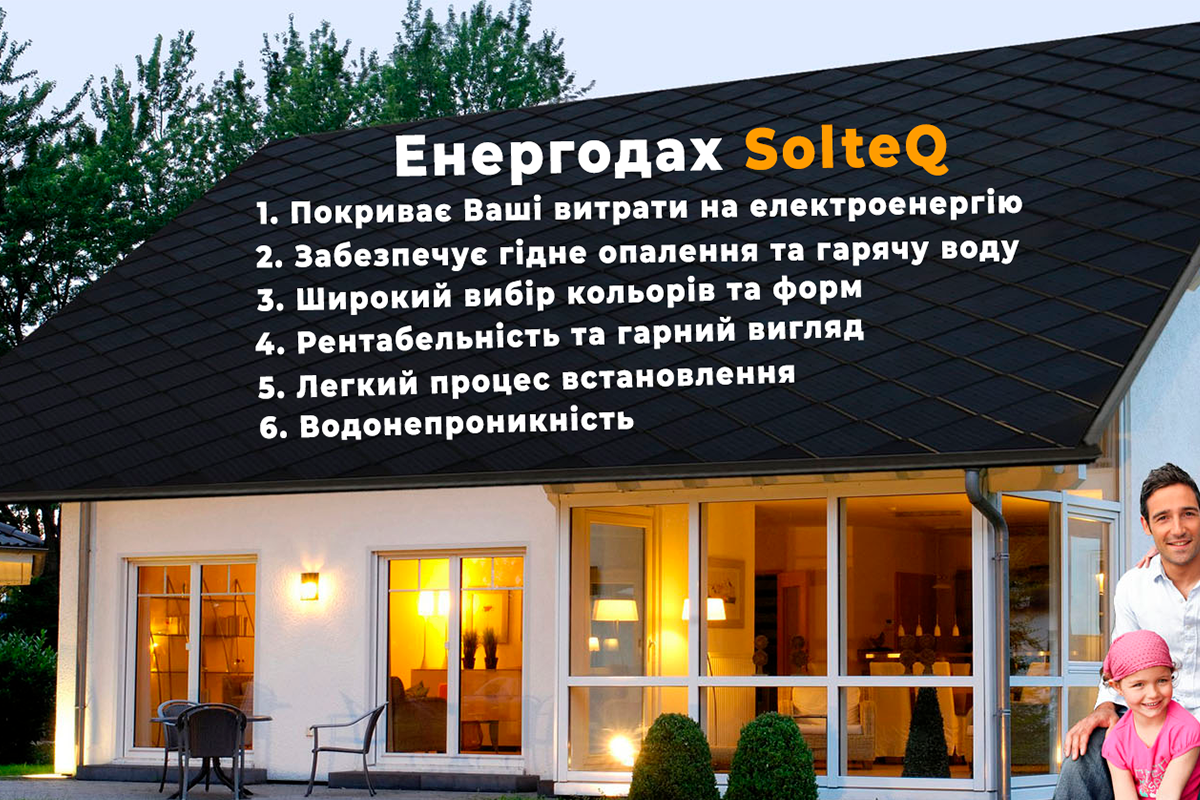 Енергодах SolteQ
1. Покриває Ваші витрати на електроенергію
2. Забезпечує гідне опалення та гарячу воду
3. Широкий вибір кольорів та форм
4. Рентабельність та гарний вигляд
5. Легкий процес встановлення
6. Водонепроникність